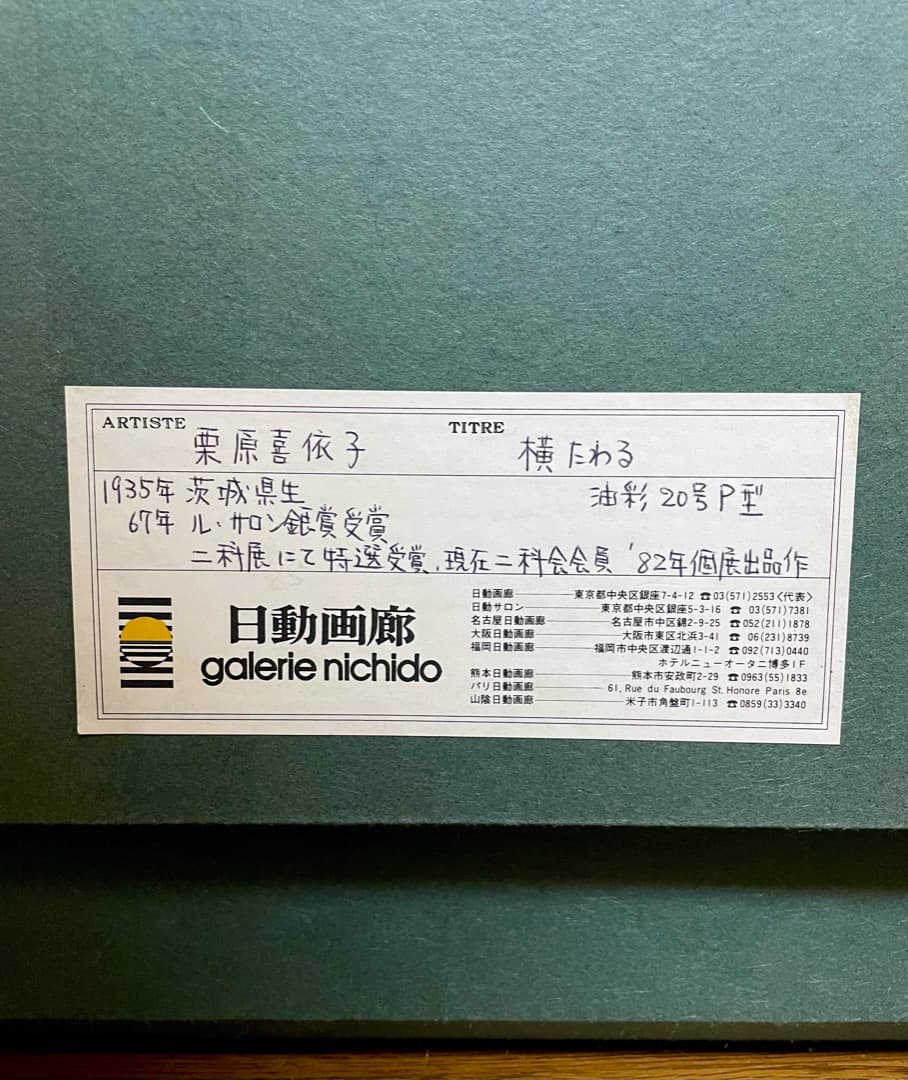 ARTISTE 栗原喜依子 TITRE 横たわる
1935年 茨城県生 油彩 20号P型
67年 ル・サロン銀賞受賞
二科展にて特選受賞、現在二科会会員 '82年個展出品作
日動画廊
galerie nichido
日動画廊 東京都中央区銀座7-4-12 ☎03(571)2553<代表>
日動サロン 東京都中央区銀座5-3-16 ☎ 03(571)7381
名古屋日動画廊 名古屋市中区錦2-9-25 ☎052(211)1878
大阪日動画廊 大阪市東区北浜3-41 ☎ 06(231)8739
福岡日動画廊 福岡市中央区渡辺通1-1-2 ☎092(713)0440
ホテルニューオータニ博多1F
熊本日動画廊 熊本市安政町2-29 ☎0963(55)1833
パリ日動画廊 61, Rue du Faubourg St. Honore Paris 8e
山陰日動画廊 米子市角盤町1-113 ☎0859(33)3340